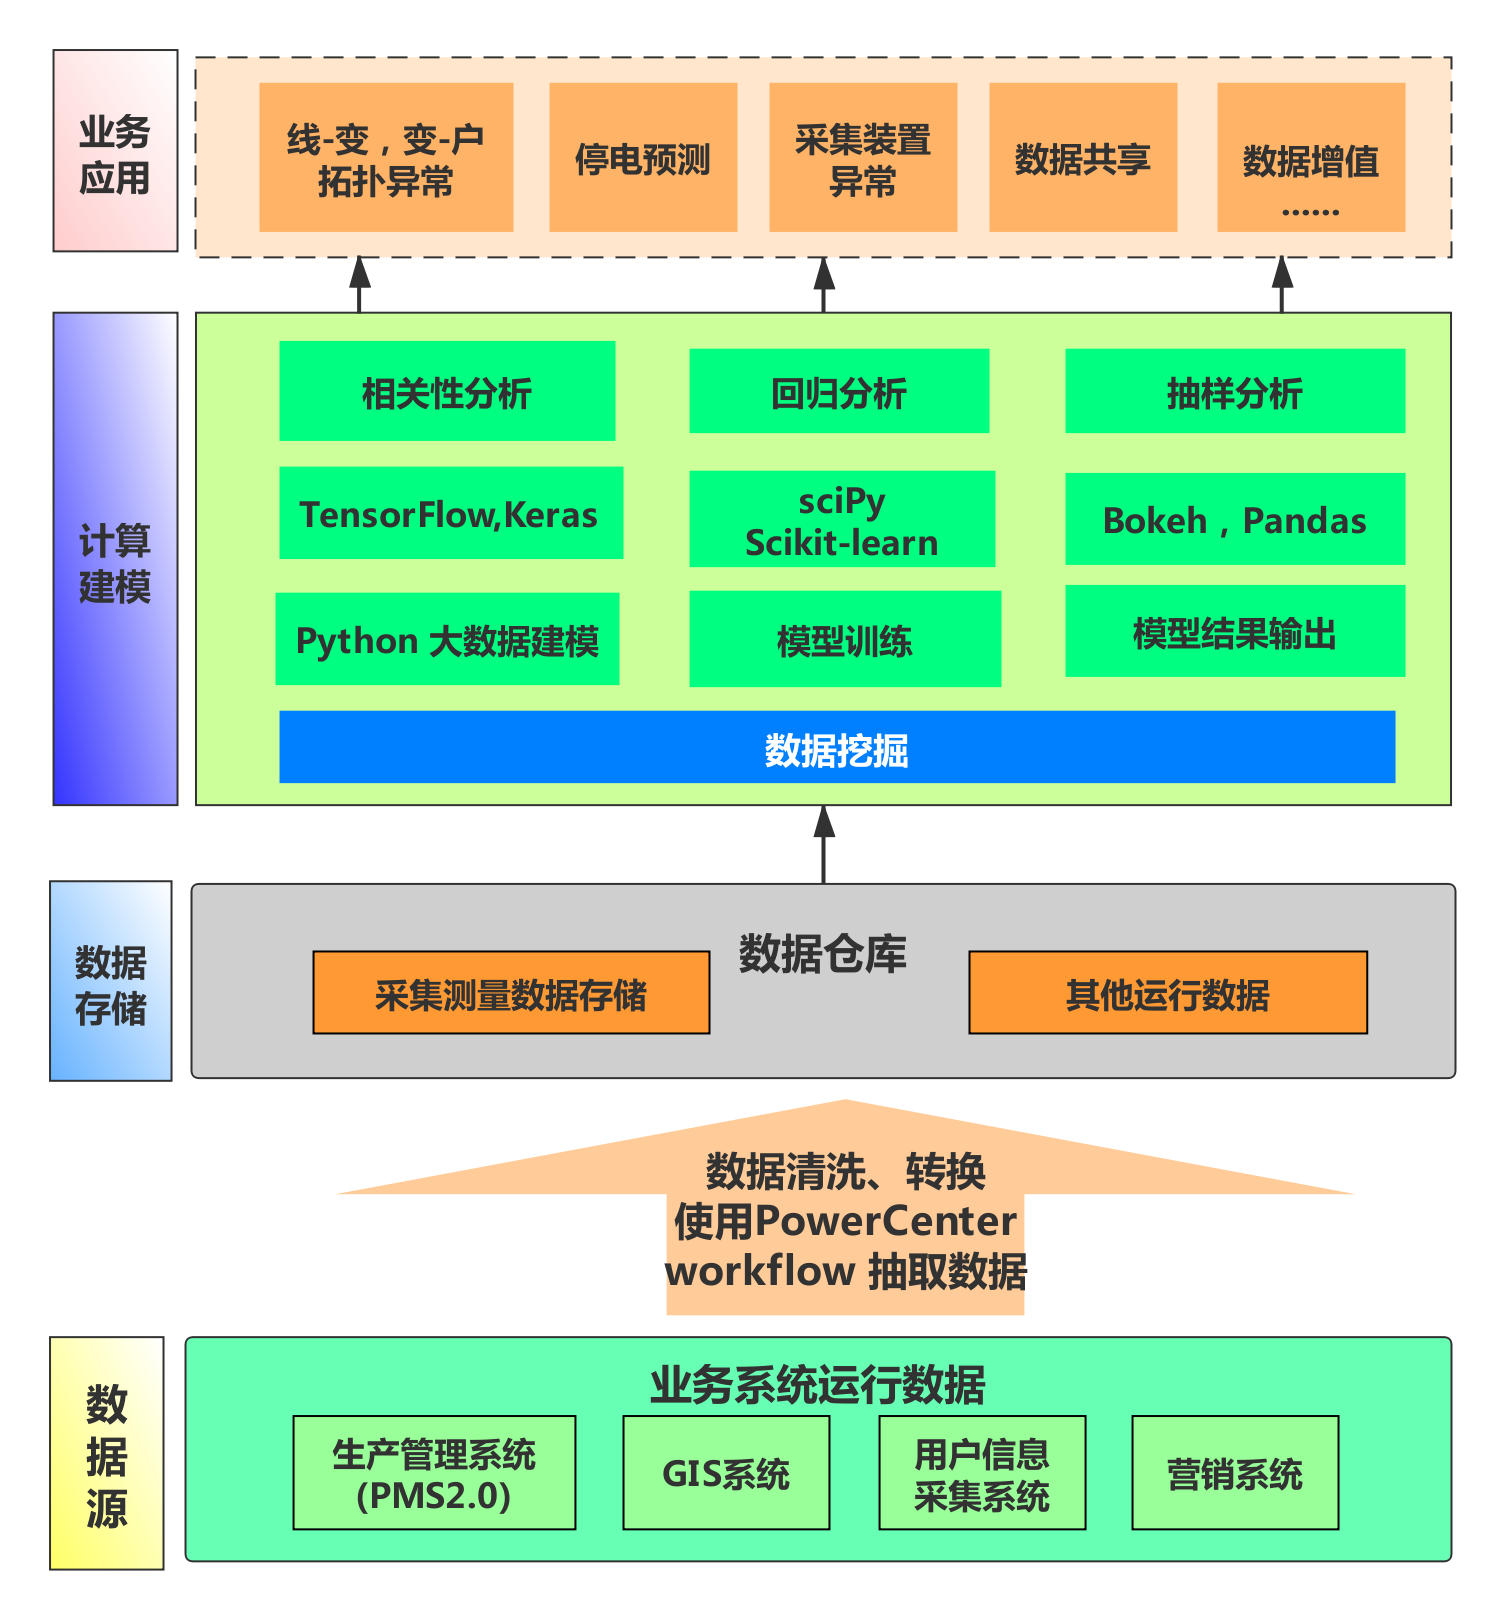 业务
应用
线-变，变-户
拓扑异常
停电预测
采集装置
异常
数据共享
数据增值
......
计算
建模
相关性分析
回归分析
抽样分析
TensorFlow,Keras
sciPy
Scikit-learn
Bokeh，Pandas
Python 大数据建模
模型训练
模型结果输出
数据挖掘
数据
存储
数据仓库
采集测量数据存储
其他运行数据
数据清洗、转换
使用PowerCenter
workflow 抽取数据
数
据
源
业务系统运行数据
生产管理系统
(PMS2.0)
GIS系统
用户信息
采集系统
营销系统